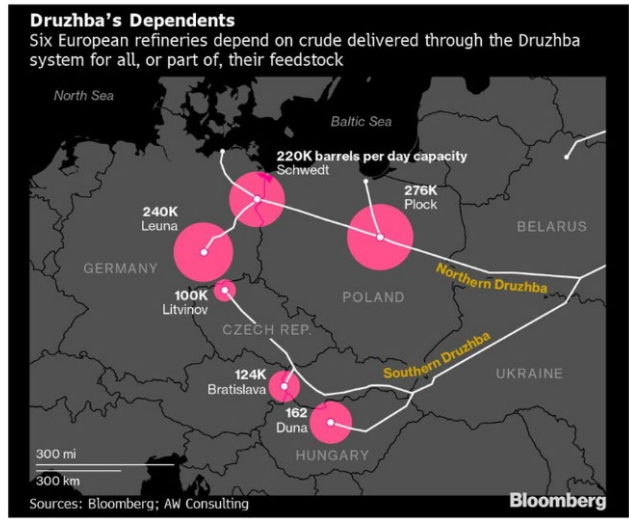 Druzhba's Dependents
Six European refineries depend on crude delivered through the Druzhba
system for all, or part of, their feedstock
North Sea
Baltic Sea
220K barrels per day capacity
Schwedt
276K
Plock
240K
Leuna
BELARUS
GERMANY
Northern Druzhba
100K
Litvinov
POLAND
CZECH REP.
Southern Druzhba
124K
Bratislava
UKRAINE
162
Duna
HUNGARY
300 mi
300 km
Sources: Bloomberg; AW Consulting
Bloomberg